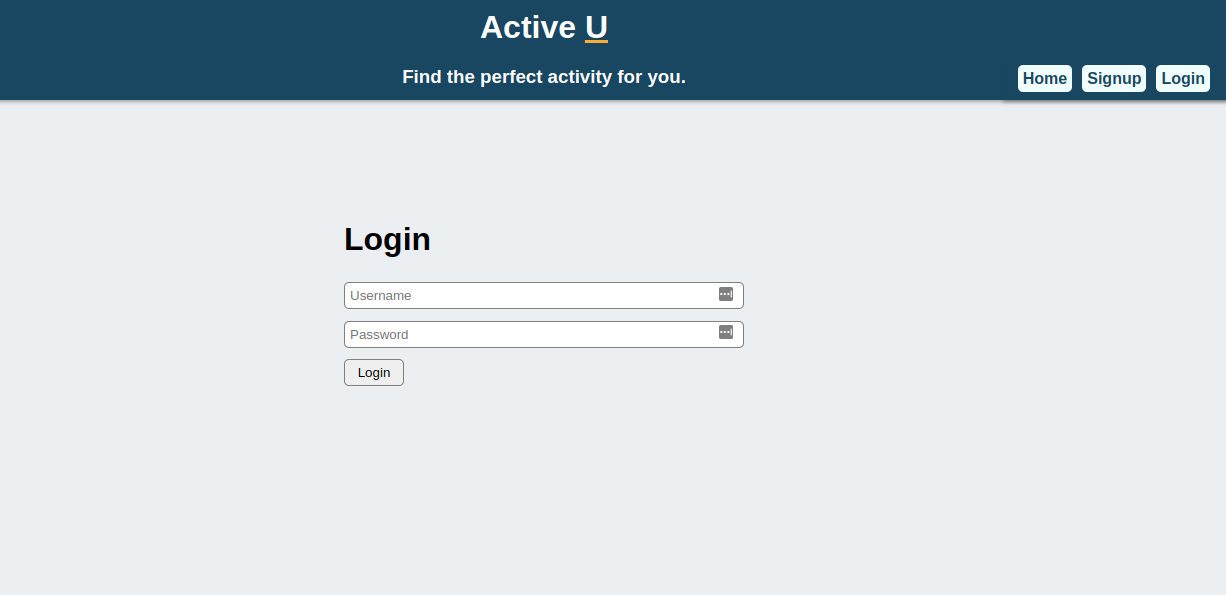 Active U
Find the perfect activity for you.
Home Signup Login
Login
Username
Password
Login